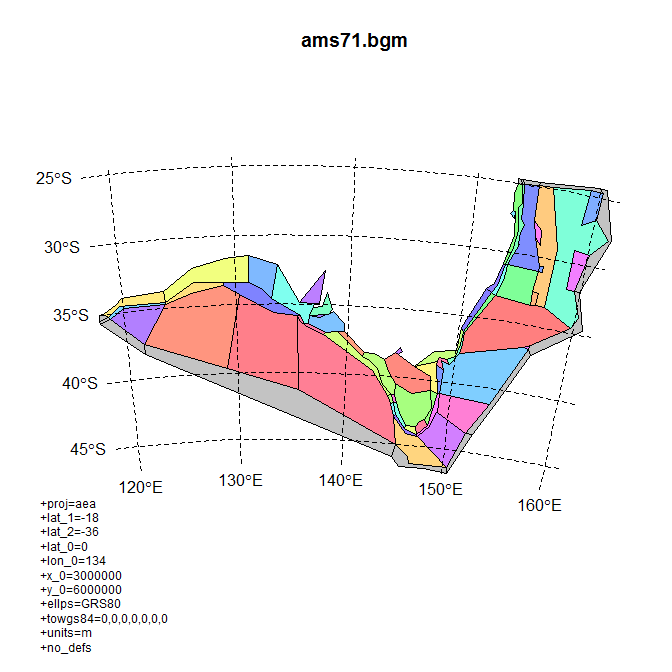 ams71.bgm
25°S
30°S
35°S
40°S
45°S
120°E
130°E
140°E
150°E
160°E
+proj=aea
+lat_1=-18
+lat_2=-36
+lat_0=0
+lon_0=134
+x_0=3000000
+y_0=6000000
+ellps=GRS80
+towgs84=0,0,0,0,0,0,0
+units=m
+no_defs